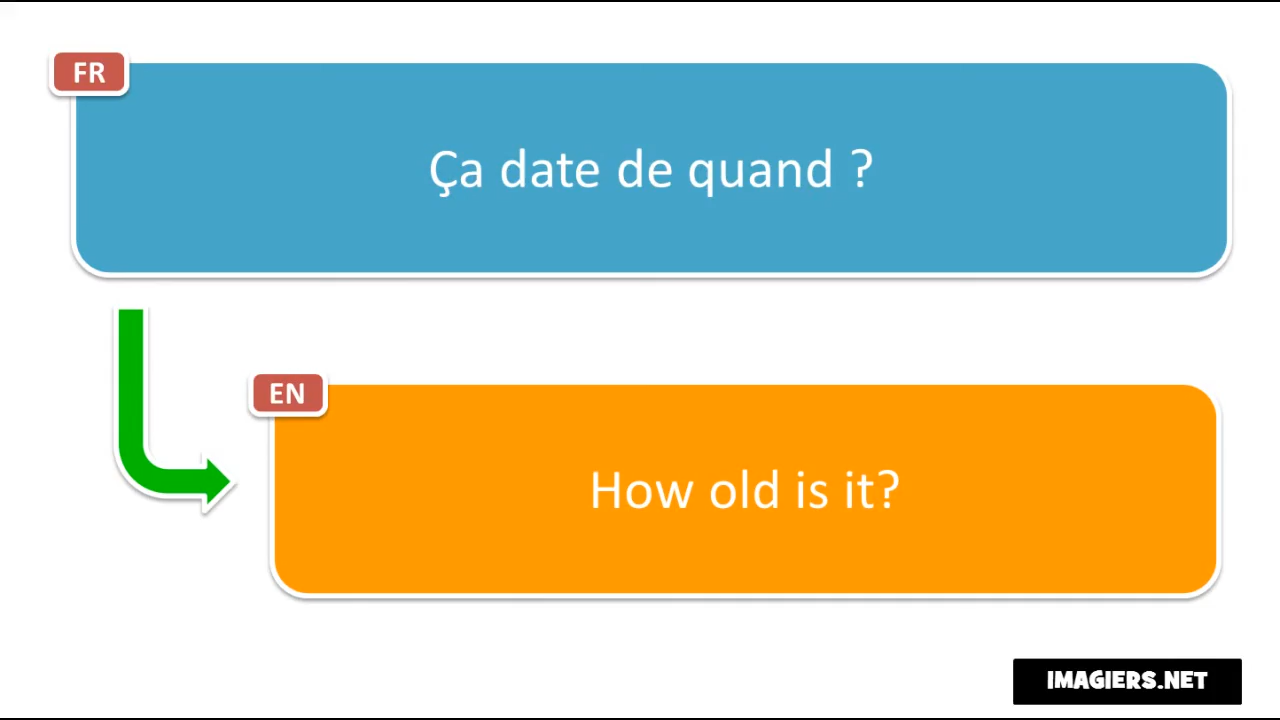 FR
Ça date de quand ?
EN
How old is it?
IMAGIERS.NET